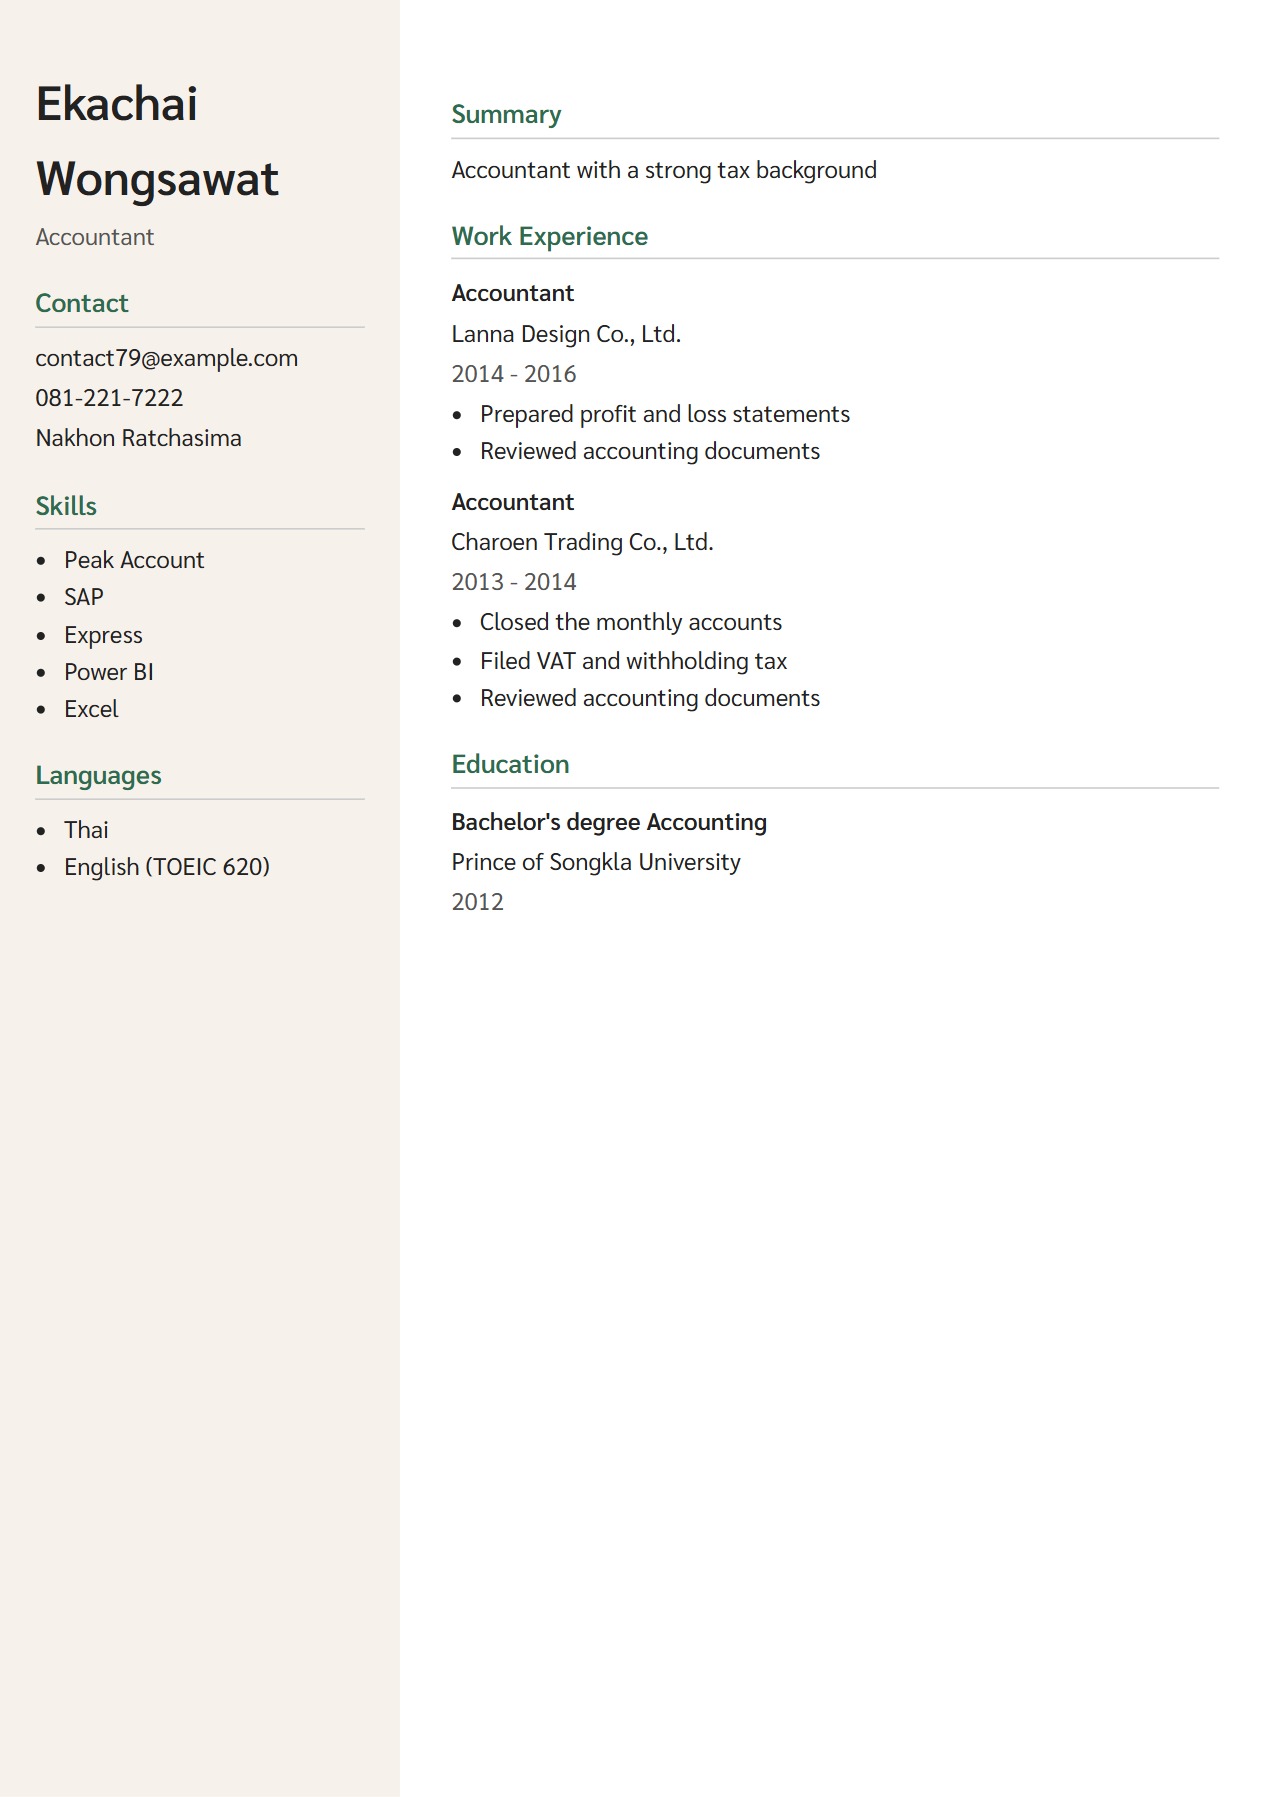 Ekachai
Wongsawat
Accountant
Contact
contact79@example.com
081-221-7222
Nakhon Ratchasima
Skills
• Peak Account
• SAP
• Express
• Power BI
• Excel
Languages
• Thai
• English (TOEIC 620)
Summary
Accountant with a strong tax background
Work Experience
Accountant
Lanna Design Co., Ltd.
2014 - 2016
• Prepared profit and loss statements
• Reviewed accounting documents
Accountant
Charoen Trading Co., Ltd.
2013 - 2014
• Closed the monthly accounts
• Filed VAT and withholding tax
• Reviewed accounting documents
Education
Bachelor's degree Accounting
Prince of Songkla University
2012